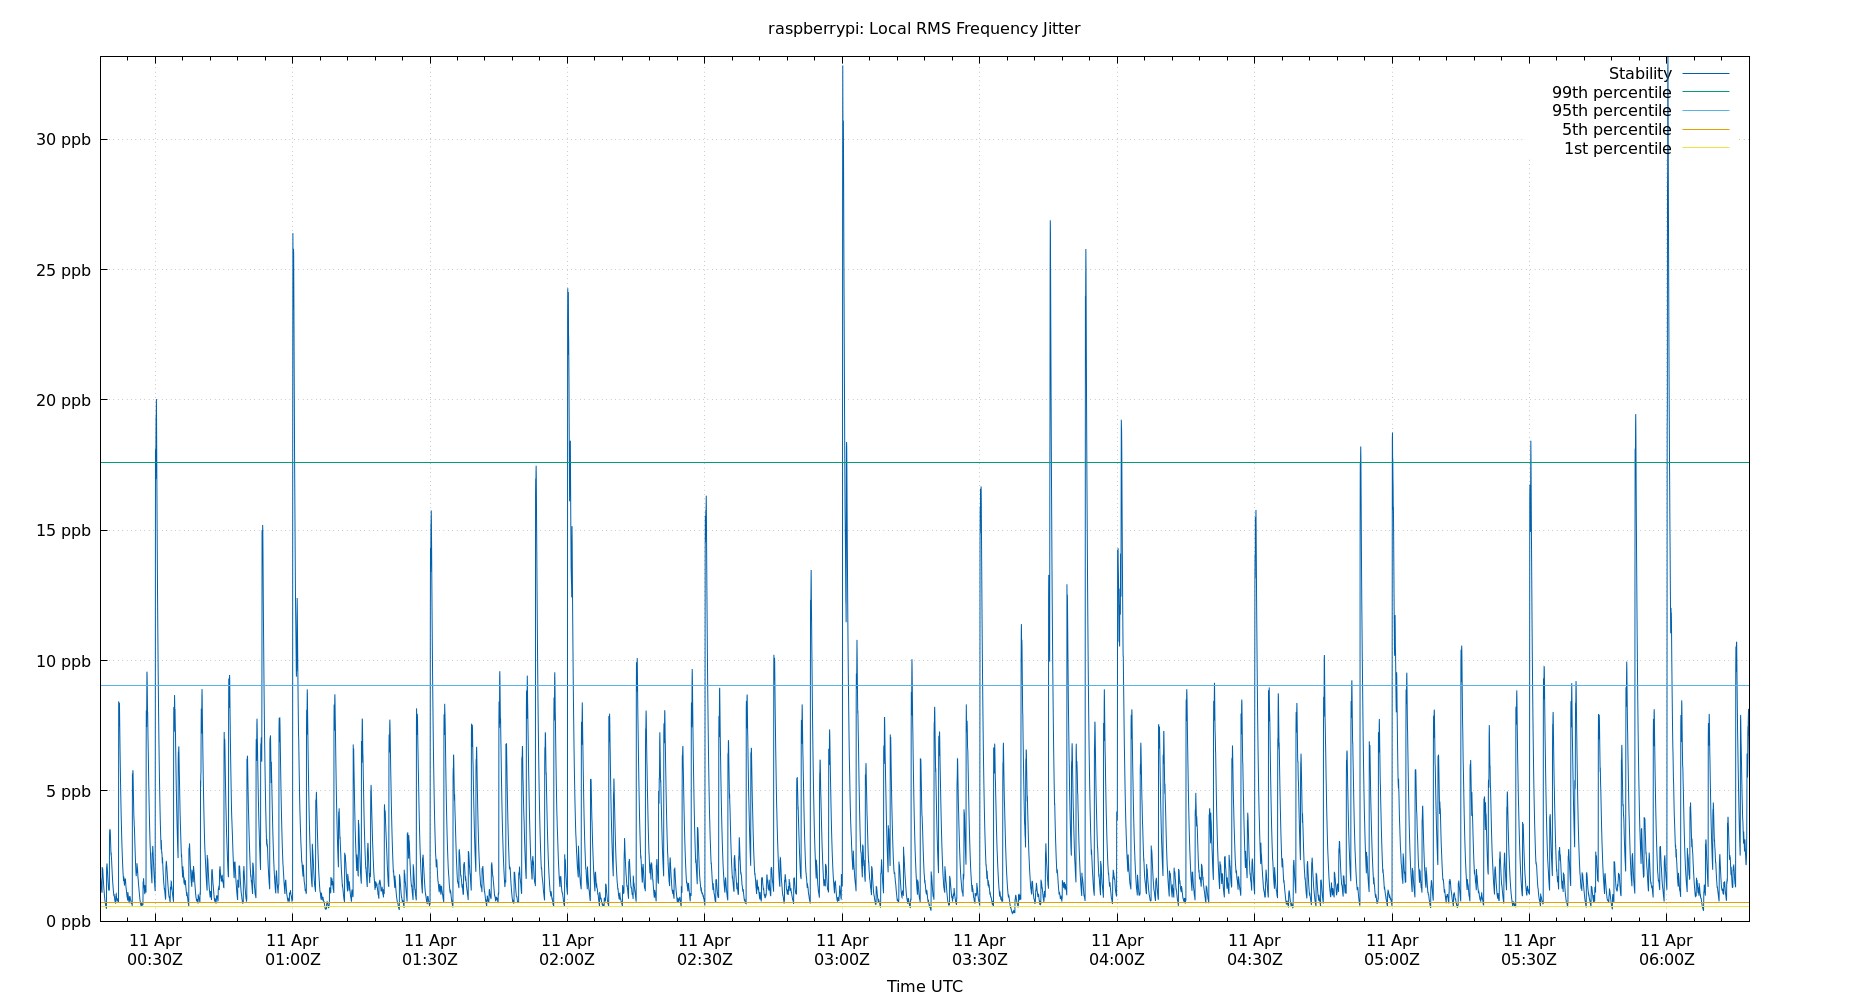 raspberrypi: Local RMS Frequency Jitter
Stability
99th percentile
95th percentile
5th percentile
1st percentile
30 ppb
25 ppb
20 ppb
15 ppb
10 ppb
5 ppb
0 ppb
11 Apr 11 Apr 11 Apr 11 Apr 11 Apr 11 Apr 11 Apr 11 Apr 11 Apr 11 Apr 11 Apr 11 Apr
00:30Z 01:00Z 01:30Z 02:00Z 02:30Z 03:00Z 03:30Z 04:00Z 04:30Z 05:00Z 05:30Z 06:00Z
Time UTC